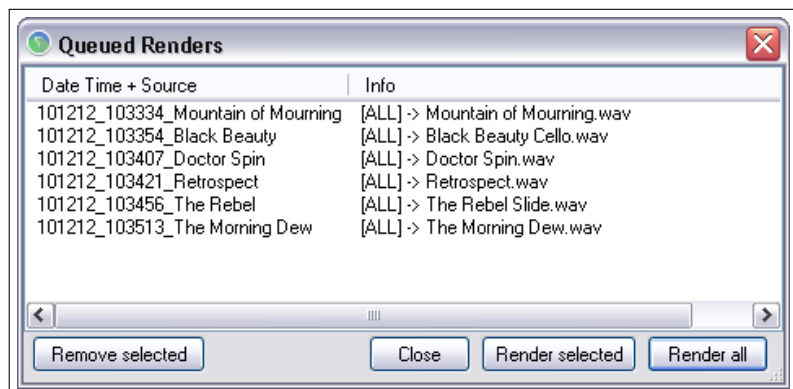 Queued Renders
Date Time + Source Info
101212_103334_Mountain of Mourning [ALL] -> Mountain of Mourning.wav
101212_103354_Black Beauty [ALL] -> Black Beauty Cello.wav
101212_103407_Doctor Spin [ALL] -> Doctor Spin.wav
101212_103421_Retrospect [ALL] -> Retrospect.wav
101212_103456_The Rebel [ALL] -> The Rebel Slide.wav
101212_103513_The Morning Dew [ALL] -> The Morning Dew.wav
Remove selected Close Render selected Render all